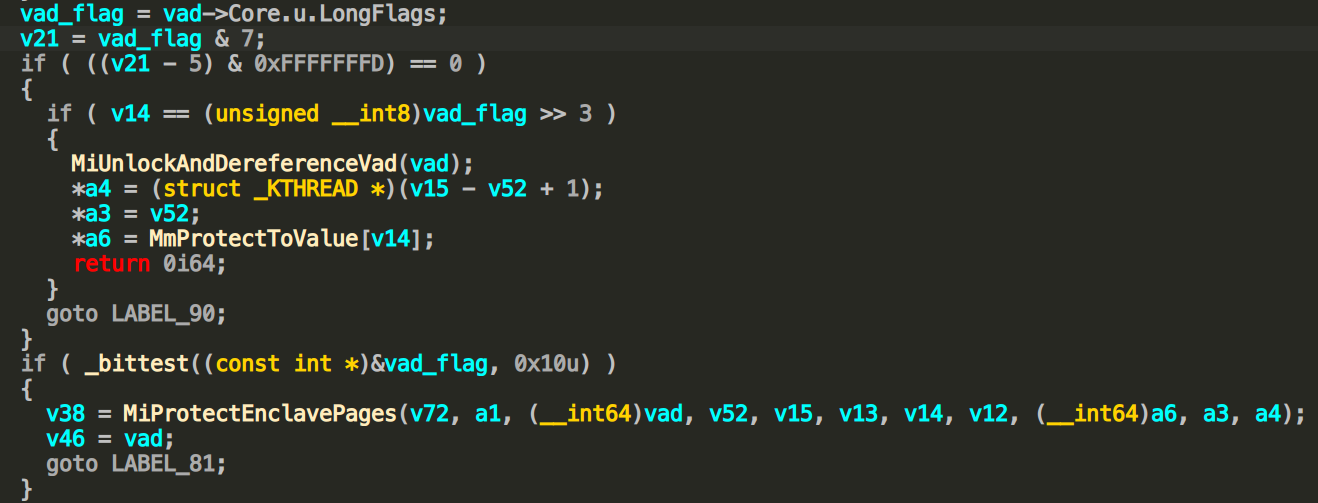 vad_flag = vad->Core.u.LongFlags;
v21 = vad_flag & 7;
if ( ((v21 - 5) & 0xFFFFFFFD) == 0 )
{
if ( v14 == (unsigned __int8)vad_flag >> 3 )
{
MiUnlockAndDereferenceVad(vad);
*a4 = (struct _KTHREAD *)(v15 - v52 + 1);
*a3 = v52;
*a6 = MmProtectToValue[v14];
return 0i64;
}
goto LABEL_90;
}
if ( _bittest((const int *)&vad_flag, 0x10u) )
{
v38 = MiProtectEnclavePages(v72, a1, (__int64)vad, v52, v15, v13, v14, v12, (__int64)a6, a3, a4);
v46 = vad;
goto LABEL_81;
}